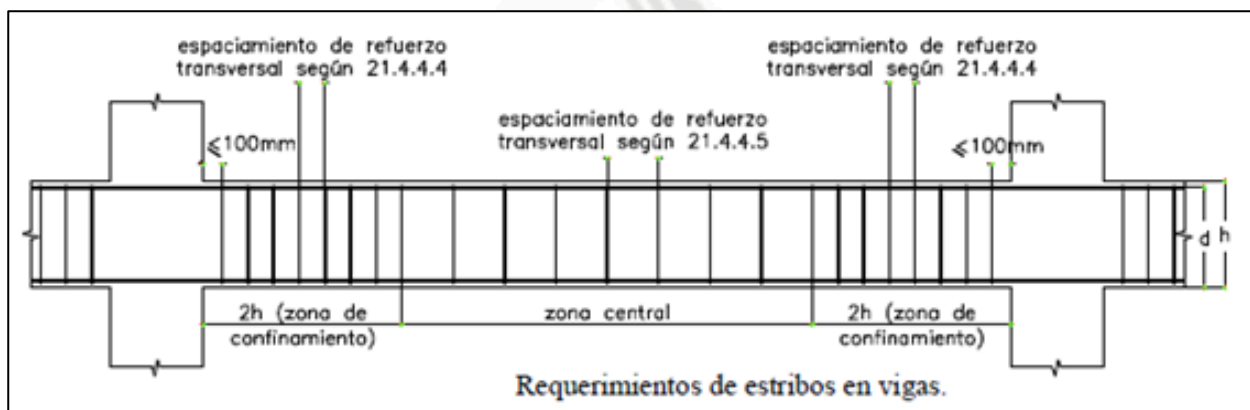 espaciamiento de refuerzo
transversal según 21.4.4.4
espaciamiento de refuerzo
transversal según 21.4.4.4
espaciamiento de refuerzo
transversal según 21.4.4.5
⩽100mm
⩽100mm
d
h
2h (zona de
confinamiento)
zona central
2h (zona de
confinamiento)
Requerimientos de estribos en vigas.